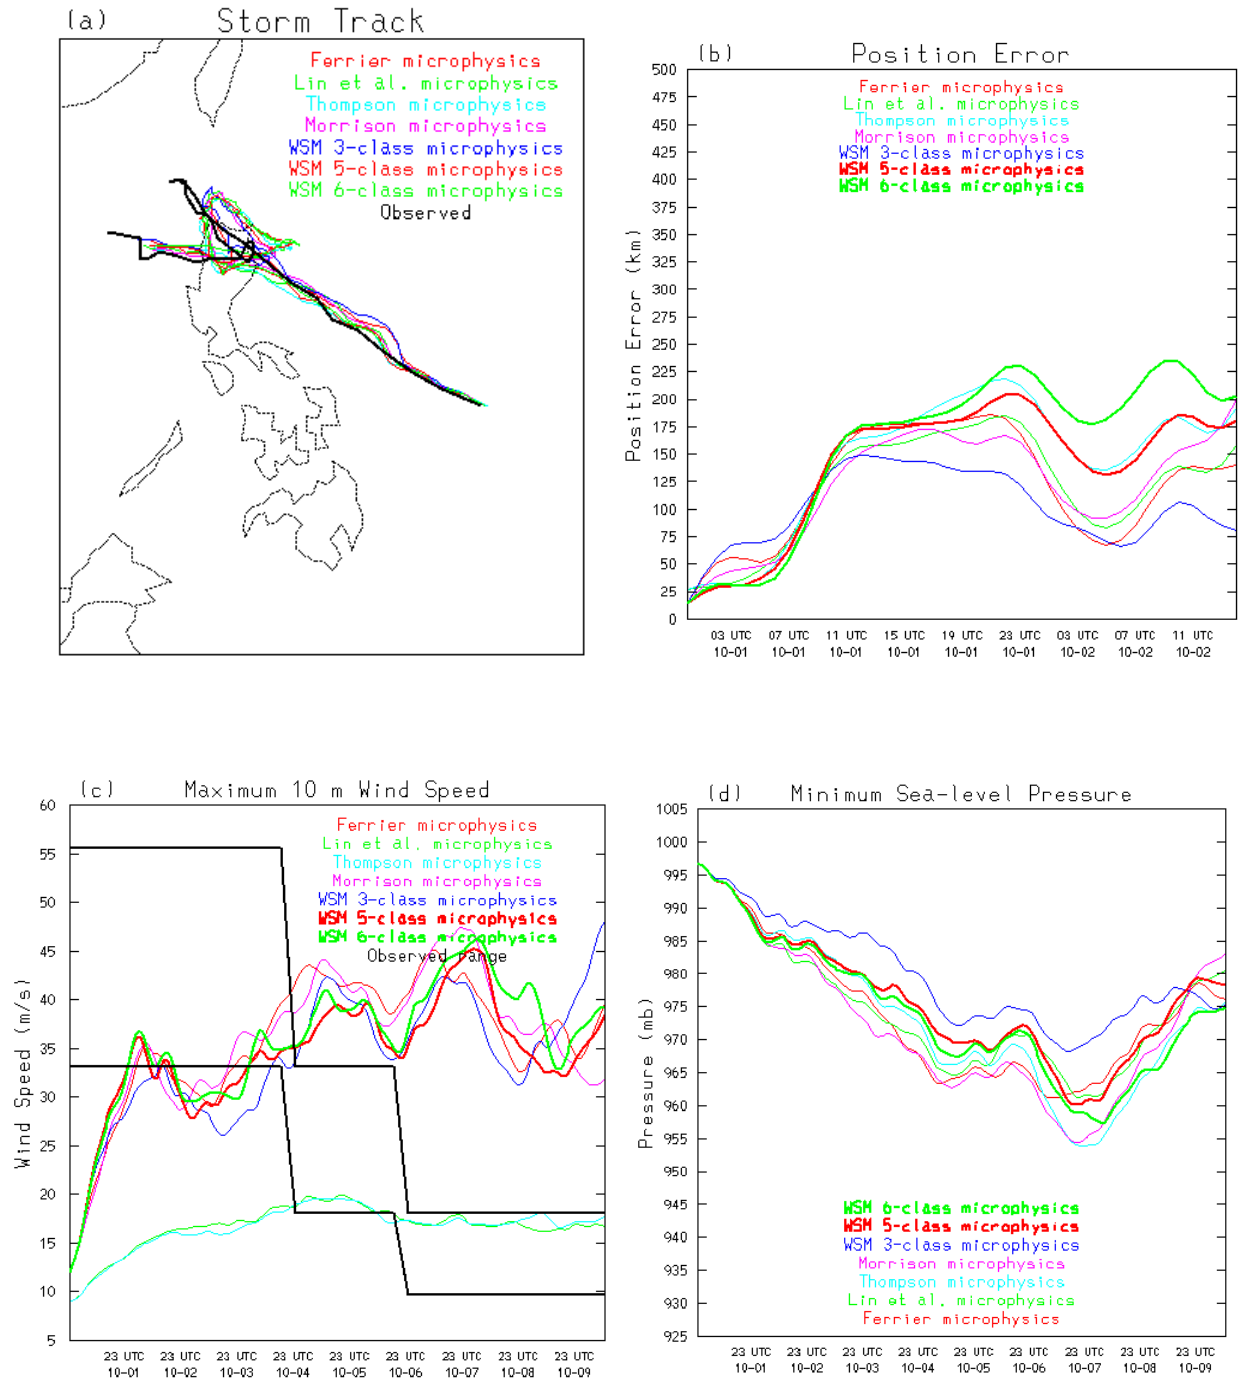 (a) Storm Track
Ferrier microphysics
Lin et al. microphysics
Thompson microphysics
Morrison microphysics
WSM 3-class microphysics
WSM 5-class microphysics
WSM 6-class microphysics
Observed
(b) Position Error
Ferrier microphysics
Lin et al. microphysics
Thompson microphysics
Morrison microphysics
WSM 3-class microphysics
WSM 5-class microphysics
WSM 6-class microphysics
Position Error (km)
500
475
450
425
400
375
350
325
300
275
250
225
200
175
150
125
100
75
50
25
0
03 UTC 07 UTC 11 UTC 15 UTC 19 UTC 23 UTC 03 UTC 07 UTC 11 UTC
10-01 10-01 10-01 10-01 10-01 10-01 10-02 10-02 10-02
(c) Maximum 10 m Wind Speed
Ferrier microphysics
Lin et al. microphysics
Thompson microphysics
Morrison microphysics
WSM 3-class microphysics
WSM 5-class microphysics
WSM 6-class microphysics
Observed range
Wind Speed (m/s)
60
55
50
45
40
35
30
25
20
15
10
5
23 UTC 23 UTC 23 UTC 23 UTC 23 UTC 23 UTC 23 UTC 23 UTC 23 UTC
10-01 10-02 10-03 10-04 10-05 10-06 10-07 10-08 10-09
(d) Minimum Sea-level Pressure
Pressure (mb)
1005
1000
995
990
985
980
975
970
965
960
955
950
945
940
935
930
925
WSM 6-class microphysics
WSM 5-class microphysics
WSM 3-class microphysics
Morrison microphysics
Thompson microphysics
Lin et al. microphysics
Ferrier microphysics
23 UTC 23 UTC 23 UTC 23 UTC 23 UTC 23 UTC 23 UTC 23 UTC 23 UTC
10-01 10-02 10-03 10-04 10-05 10-06 10-07 10-08 10-09